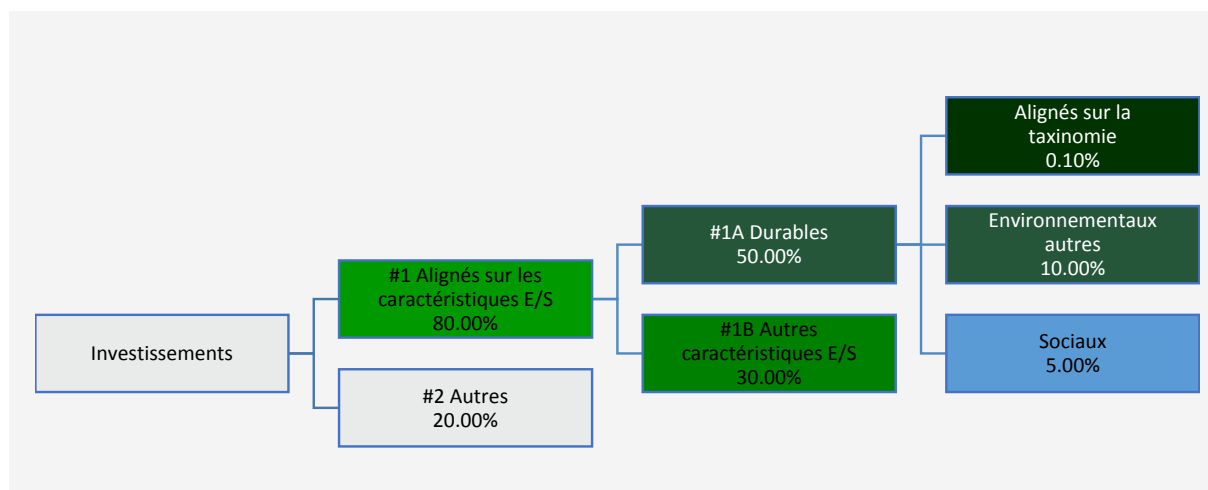 Investissements
#1 Alignés sur les
caractéristiques E/S
80.00%
#2 Autres
20.00%
#1A Durables
50.00%
#1B Autres
caractéristiques E/S
30.00%
Alignés sur la
taxinomie
0.10%
Environnementaux
autres
10.00%
Sociaux
5.00%